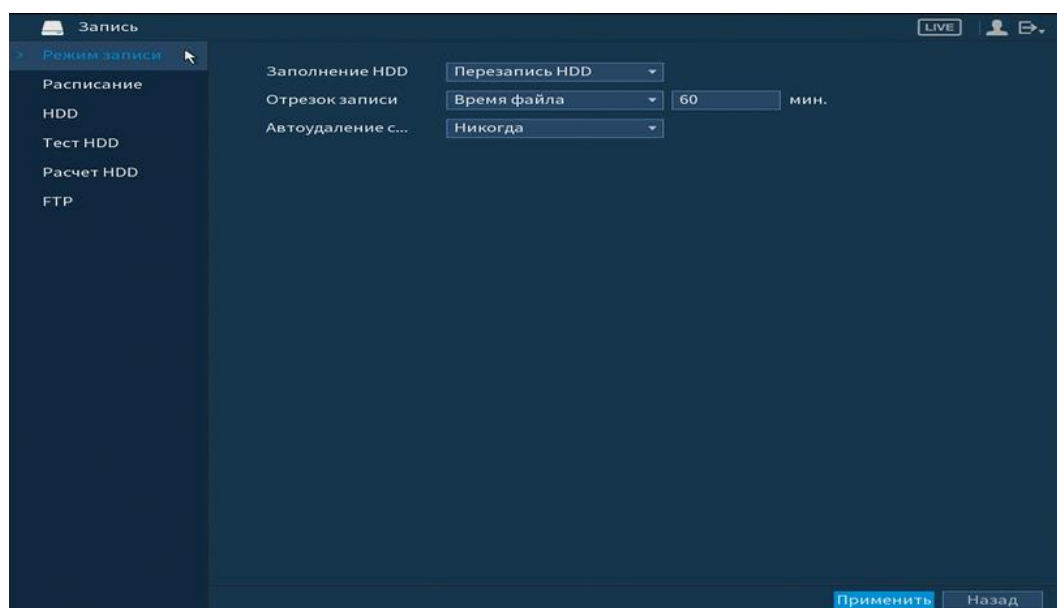 Запись LIVE
Режим записи
Расписание
HDD
Тест HDD
Расчет HDD
FTP
Заполнение HDD Перезапись HDD
Отрезок записи Время файла 60 мин.
Автоудаление с... Никогда
Применить Назад